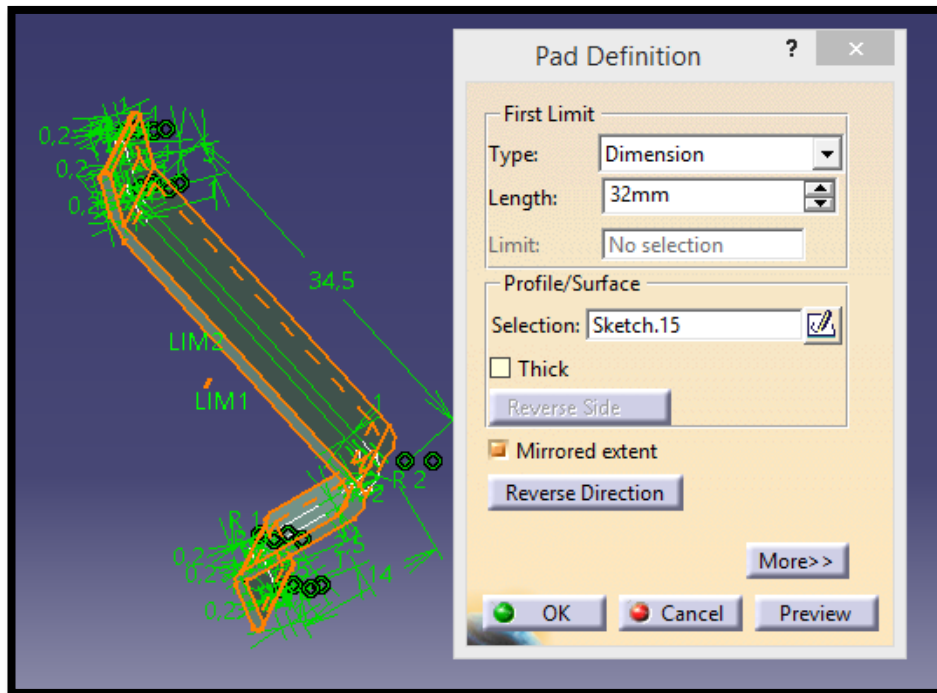 Pad Definition ? ×
First Limit
Type: Dimension
Length: 32mm
Limit: No selection
Profile/Surface
Selection: Sketch.15
Thick
Reverse Side
Mirrored extent
Reverse Direction
More>>
OK Cancel Preview
0,2
0,2
0,2
34,5
LIM2
LIM1
R 2
R 1
0,2
0,2
14
0,2